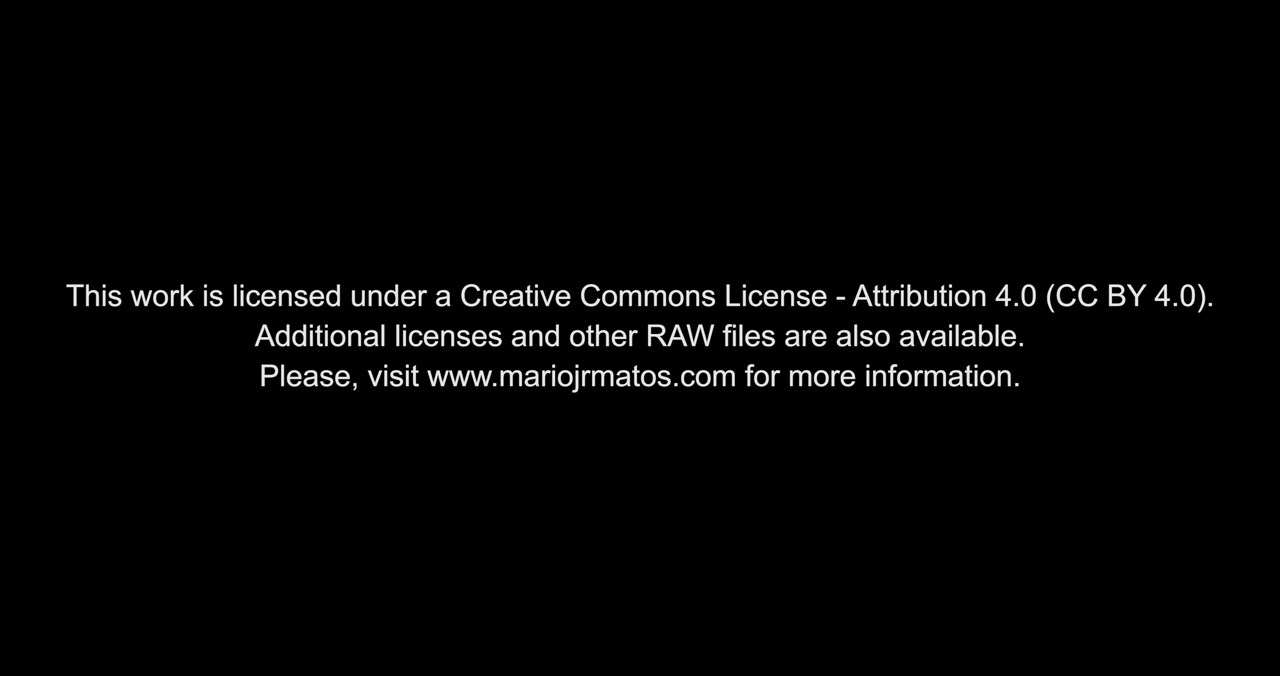 This work is licensed under a Creative Commons License - Attribution 4.0 (CC BY 4.0).
Additional licenses and other RAW files are also available.
Please, visit www.mariojrmatos.com for more information.